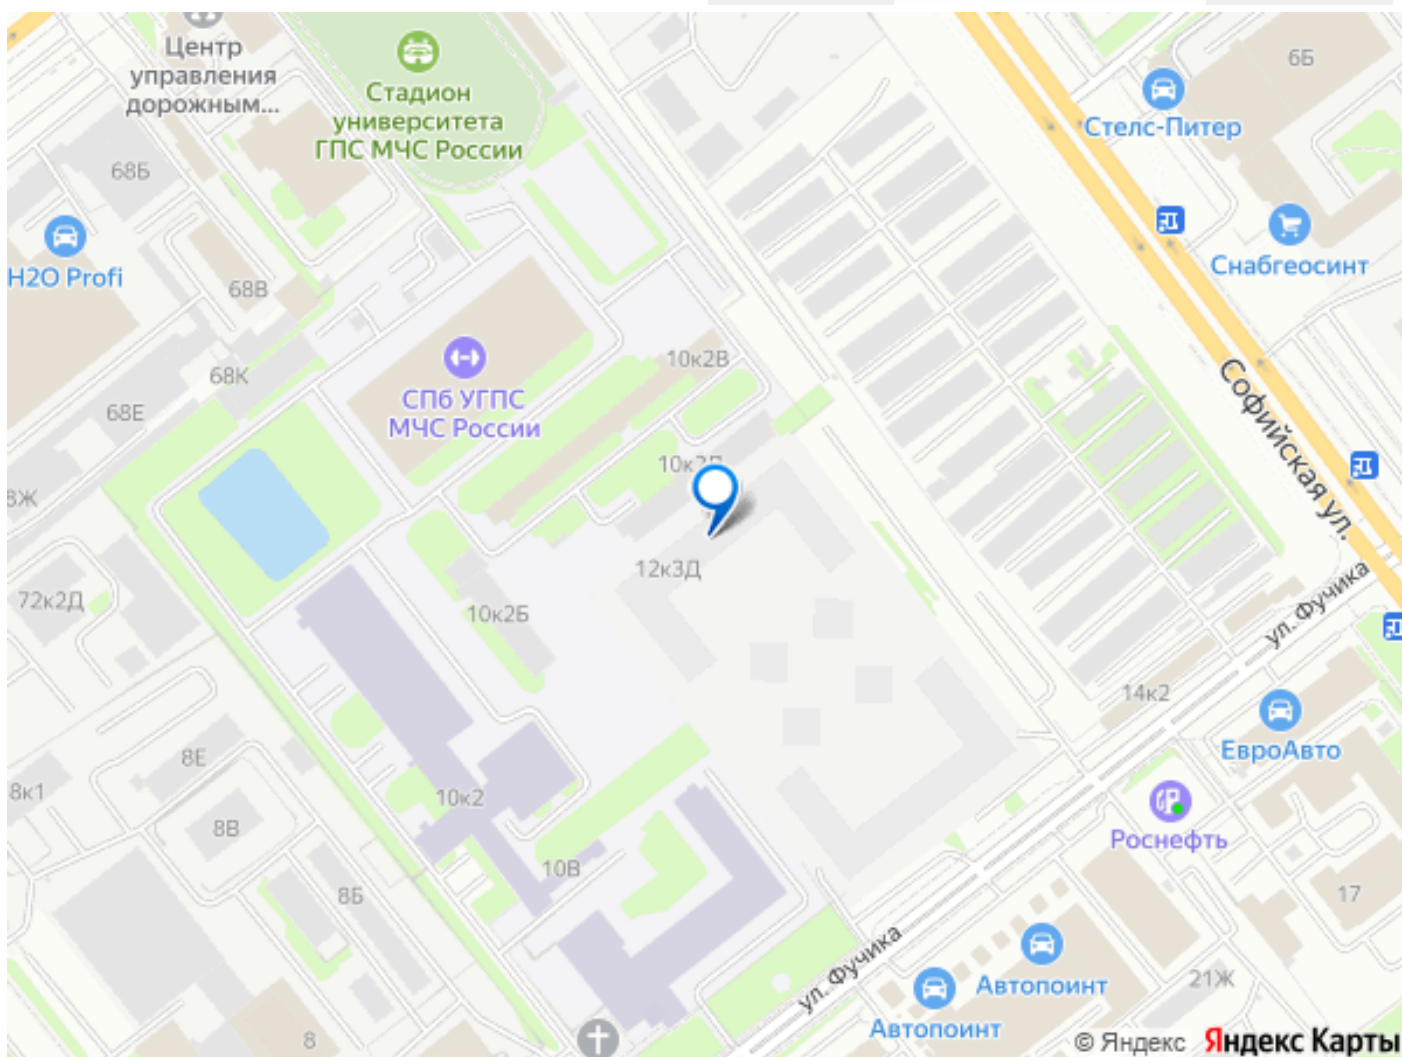 Центр
управления
дорожным...
Стадион
университета
ГПС МЧС России
6Б
Стелс-Питер
68Б
H2O Profi
68В
Снабгеосинт
10к2В
68К
СПб УГПС
МЧС России
68Е
Софийская ул.
12к3Д
72к2Д
10к2Б
ул. Фучика
14к2
ЕвроАвто
8Е
8к1
10к2
8В
Роснефть
10В
8Б
17
ул. Фучика
Автопоинт
21Ж
Автопоинт
8
© Яндекс Яндекс Карты